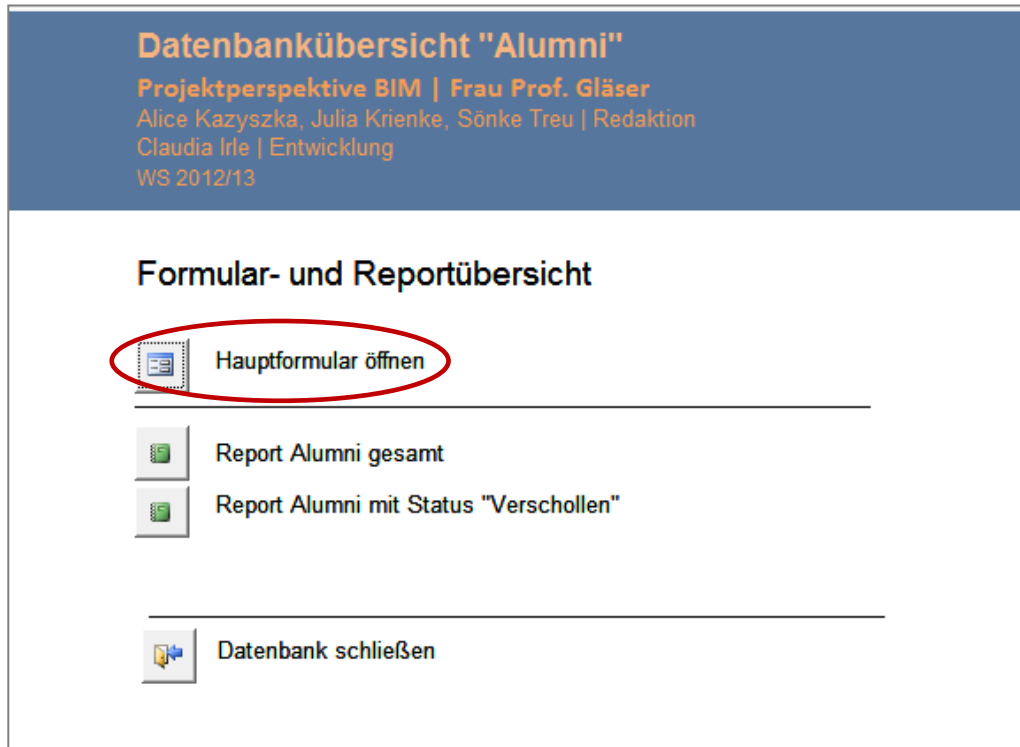 Datenbankübersicht "Alumni"
Projektperspektive BIM | Frau Prof. Gläser
Alice Kazyszka, Julia Krienke, Sönke Treu | Redaktion
Claudia Irle | Entwicklung
WS 2012/13
Formular- und Reportübersicht
Hauptformular öffnen
Report Alumni gesamt
Report Alumni mit Status "Verschollen"
Datenbank schließen